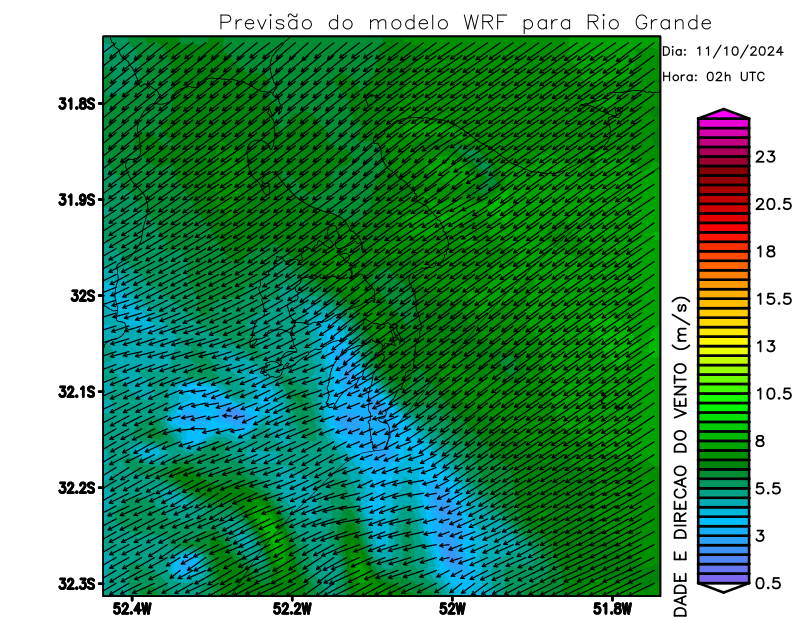 Previsão do modelo WRF para Rio Grande
Dia: 11/10/2024
Hora: 02h UTC
31.8S
31.9S
32S
32.1S
32.2S
32.3S
52.4W
52.2W
52W
51.8W
23
20.5
18
15.5
13
10.5
8
5.5
3
0.5
DADE E DIRECAO DO VENTO (m/s)